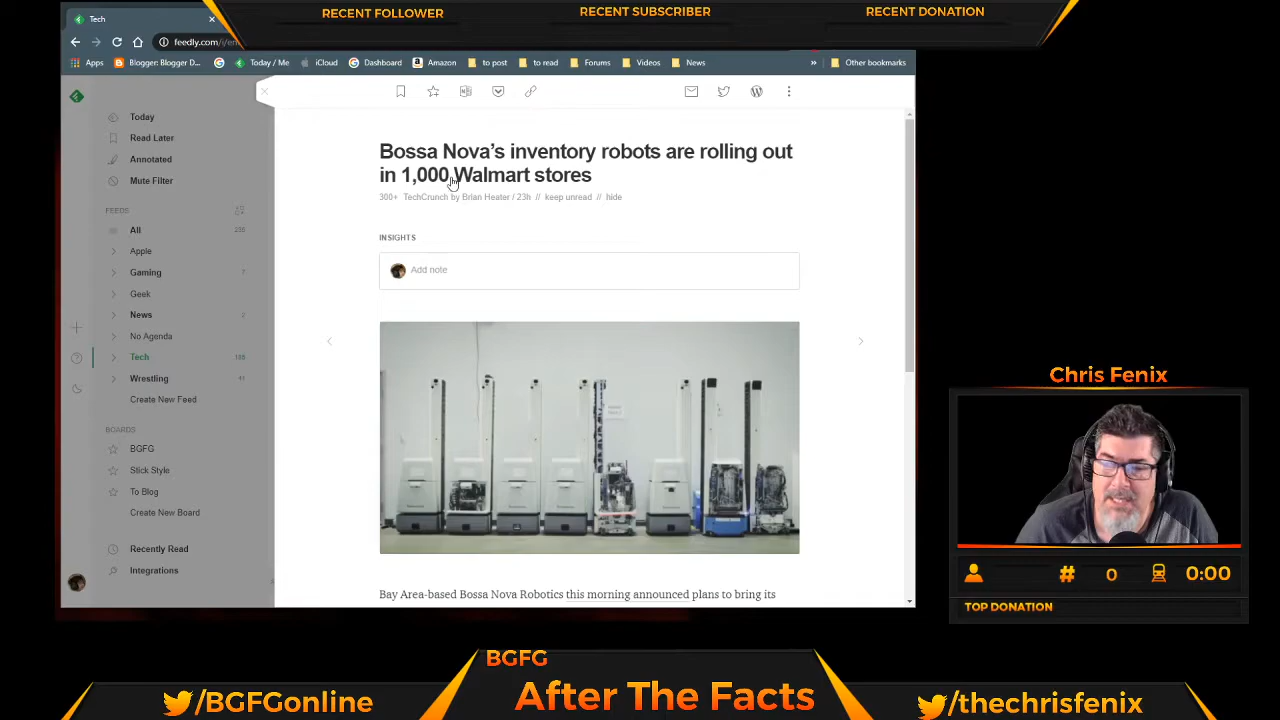 RECENT FOLLOWER
RECENT SUBSCRIBER
RECENT DONATION
Tech
feedly.com/i/en
Apps
Blogger: Blogger D...
Today / Me
iCloud
Dashboard
Amazon
to post
to read
Forums
Videos
News
»
Other bookmarks
Today
Read Later
Annotated
Mute Filter
FEEDS
All
Apple
Gaming 7
Geek
News 2
No Agenda
Tech
Wrestling 41
Create New Feed
BOARDS
BGFG
Stick Style
To Blog
Create New Board
Recently Read
Integrations
Bossa Nova's inventory robots are rolling out
in 1,000 Walmart stores
300+ TechCrunch by Brian Heater / 23h // keep unread // hide
INSIGHTS
Add note
Bay Area-based Bossa Nova Robotics this morning announced plans to bring its
Chris Fenix
# 0 0:00
TOP DONATION
BGFG
After The Facts
/BGFGonline
/thechrisfenix